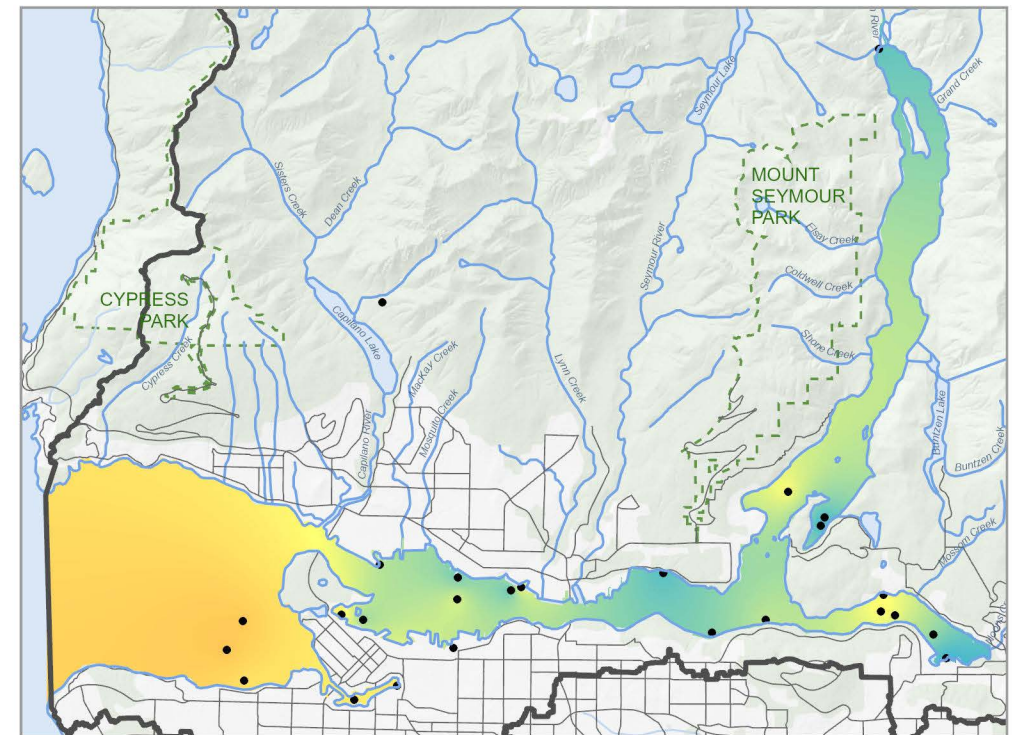 River
Grand Creek
Seymour Lake
MOUNT
SEYMOUR
PARK
Sisters Creek
Dean Creek
Elsay Creek
Seymour River
Coldwell Creek
CYPRESS
PARK
Capilano Lake
Shone Creek
Cypress Creek
MacKay Creek
Lynn Creek
Mosquito Creek
Buntzen Lake
Capilano River
Buntzen Creek
Mossom Creek